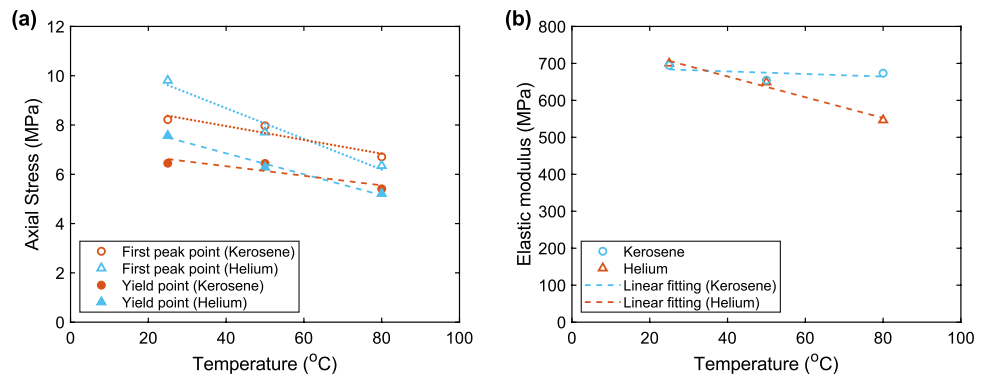 (a)
12
10
8
6
4
2
0
Axial Stress (MPa)
First peak point (Kerosene)
First peak point (Helium)
Yield point (Kerosene)
Yield point (Helium)
0 20 40 60 80 100
Temperature (°C)
(b)
800
700
600
500
400
300
200
100
0
Elastic modulus (MPa)
Kerosene
Helium
Linear fitting (Kerosene)
Linear fitting (Helium)
0 20 40 60 80 100
Temperature (°C)